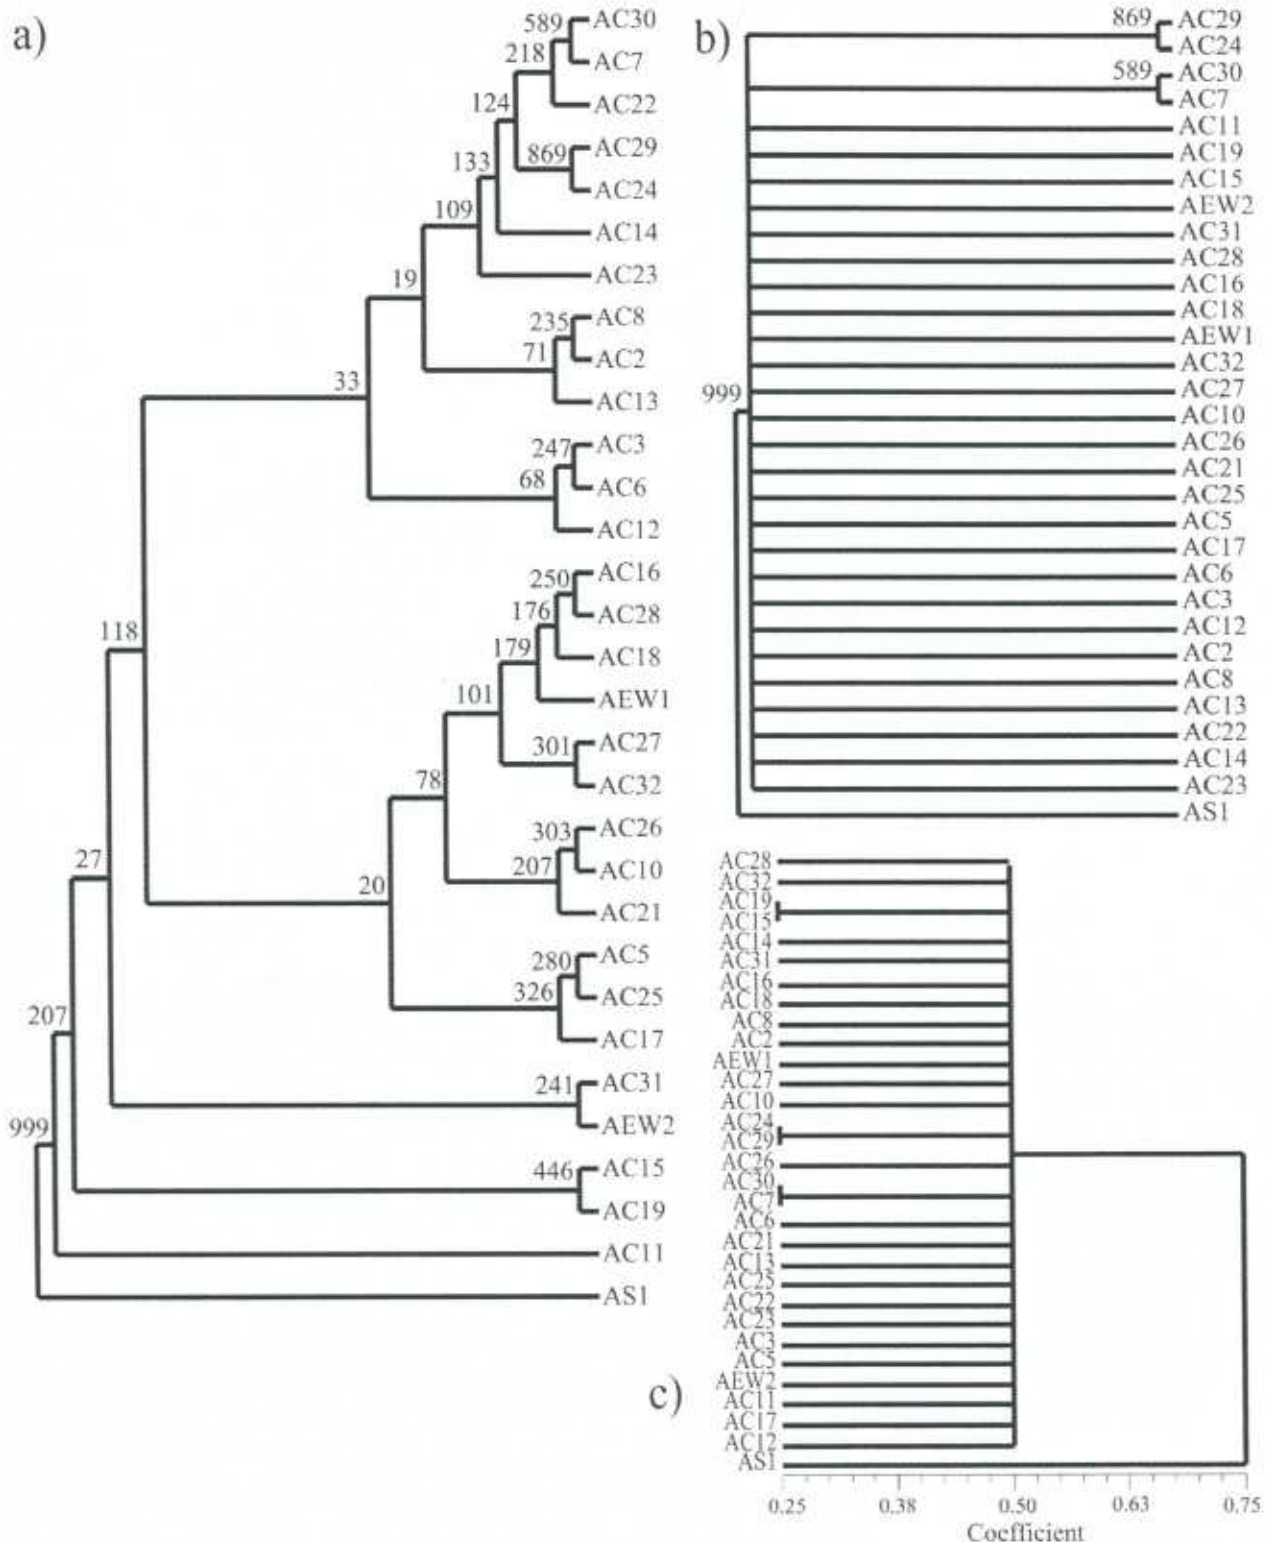 a)
589
AC30
218
AC7
124
AC22
133
869
AC29
AC24
109
AC14
19
AC23
235
AC8
71
AC2
33
AC13
247
AC3
68
AC6
AC12
250
AC16
176
AC28
118
179
AC18
101
AEW1
301
AC27
78
AC32
303
AC26
27
20
207
AC10
AC21
280
AC5
326
AC25
207
AC17
241
AC31
999
AEW2
446
AC15
AC19
AC11
AS1
b)
869
AC29
AC24
589
AC30
AC7
AC11
AC19
AC15
AEW2
AC31
AC28
AC16
AC18
AEW1
AC32
999
AC27
AC10
AC26
AC21
AC25
AC5
AC17
AC6
AC3
AC12
AC2
AC8
AC13
AC22
AC14
AC23
AS1
c)
AC28
AC32
AC19
AC15
AC14
AC31
AC16
AC18
AC8
AC2
AEW1
AC27
AC10
AC24
AC29
AC26
AC30
AC7
AC6
AC21
AC13
AC25
AC22
AC23
AC3
AC5
AEW2
AC11
AC17
AC12
AS1
0.25 0.38 0.50 0.63 0.75
Coefficient